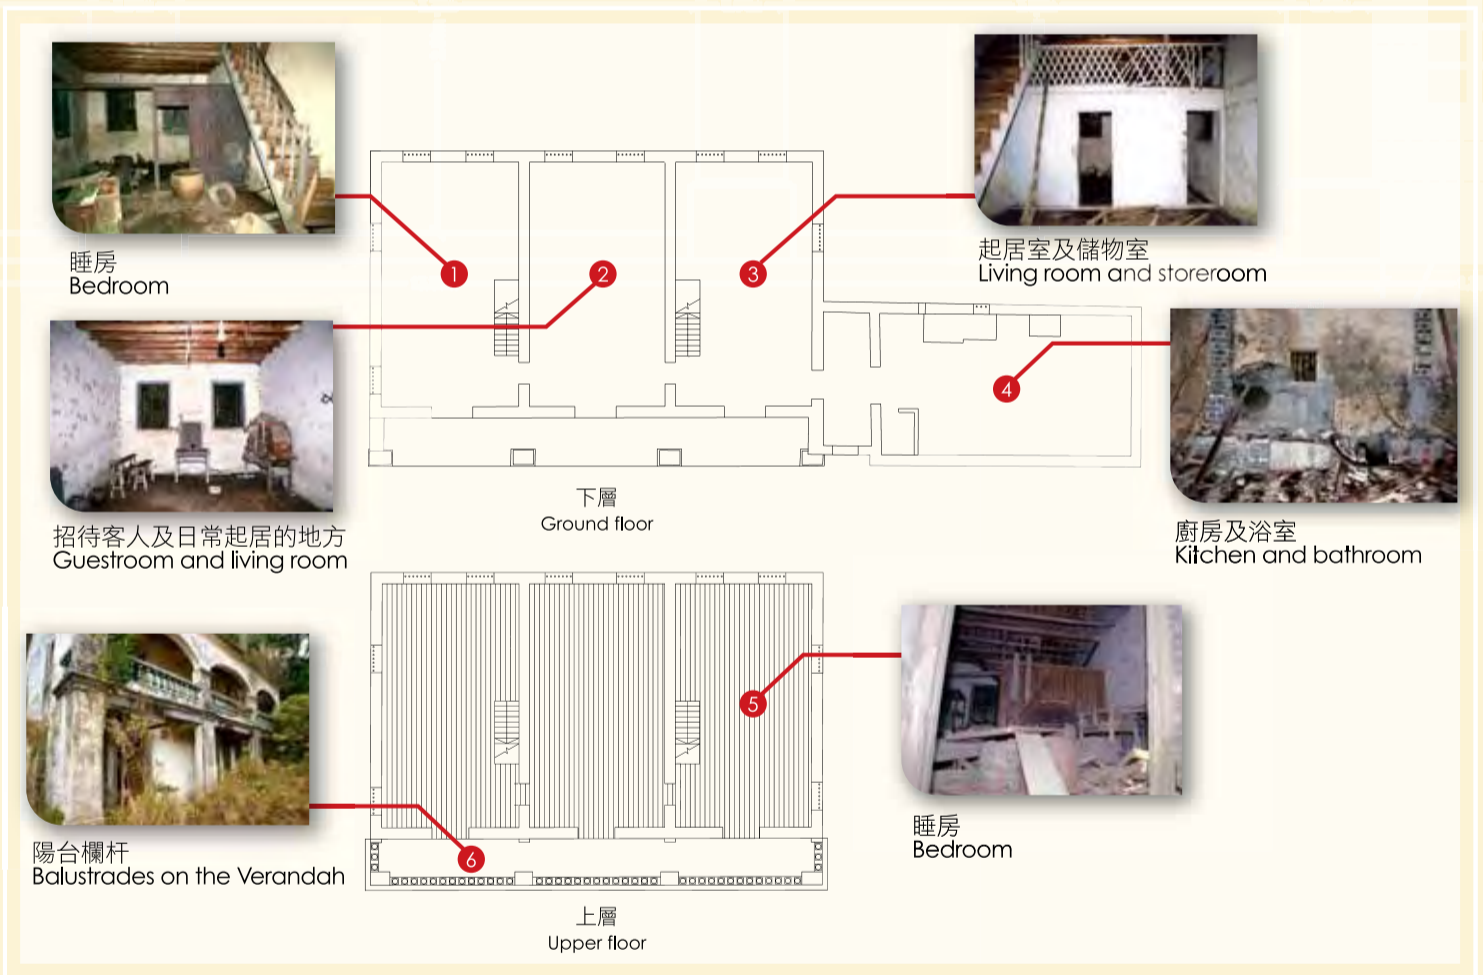 睡房
Bedroom
招待客人及日常起居的地方
Guestroom and living room
起居室及儲物室
Living room and storeroom
廚房及浴室
Kitchen and bathroom
1
2
3
4
下層
Ground floor
陽台欄杆
Balustrades on the Verandah
睡房
Bedroom
5
6
上層
Upper floor